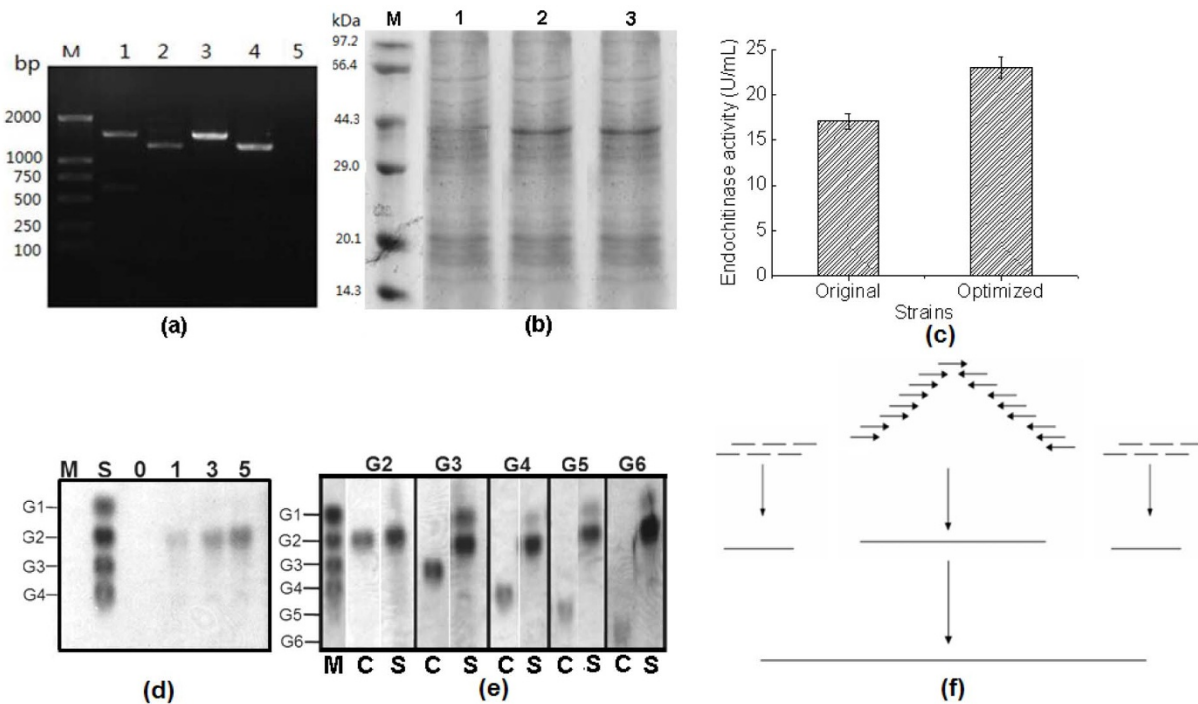 M 1 2 3 4 5
bp
2000
1000
750
500
250
100
(a)
kDa M 1 2 3
97.2
56.4
44.3
29.0
20.1
14.3
(b)
Endochitinase activity (U/mL)
25
20
15
10
5
0
Original Optimized
Strains
(c)
M S 0 1 3 5
G1
G2
G3
G4
(d)
G2 G3 G4 G5 G6
G1
G2
G3
G4
G5
G6
M C S C S C S C S C S
(e)
(f)